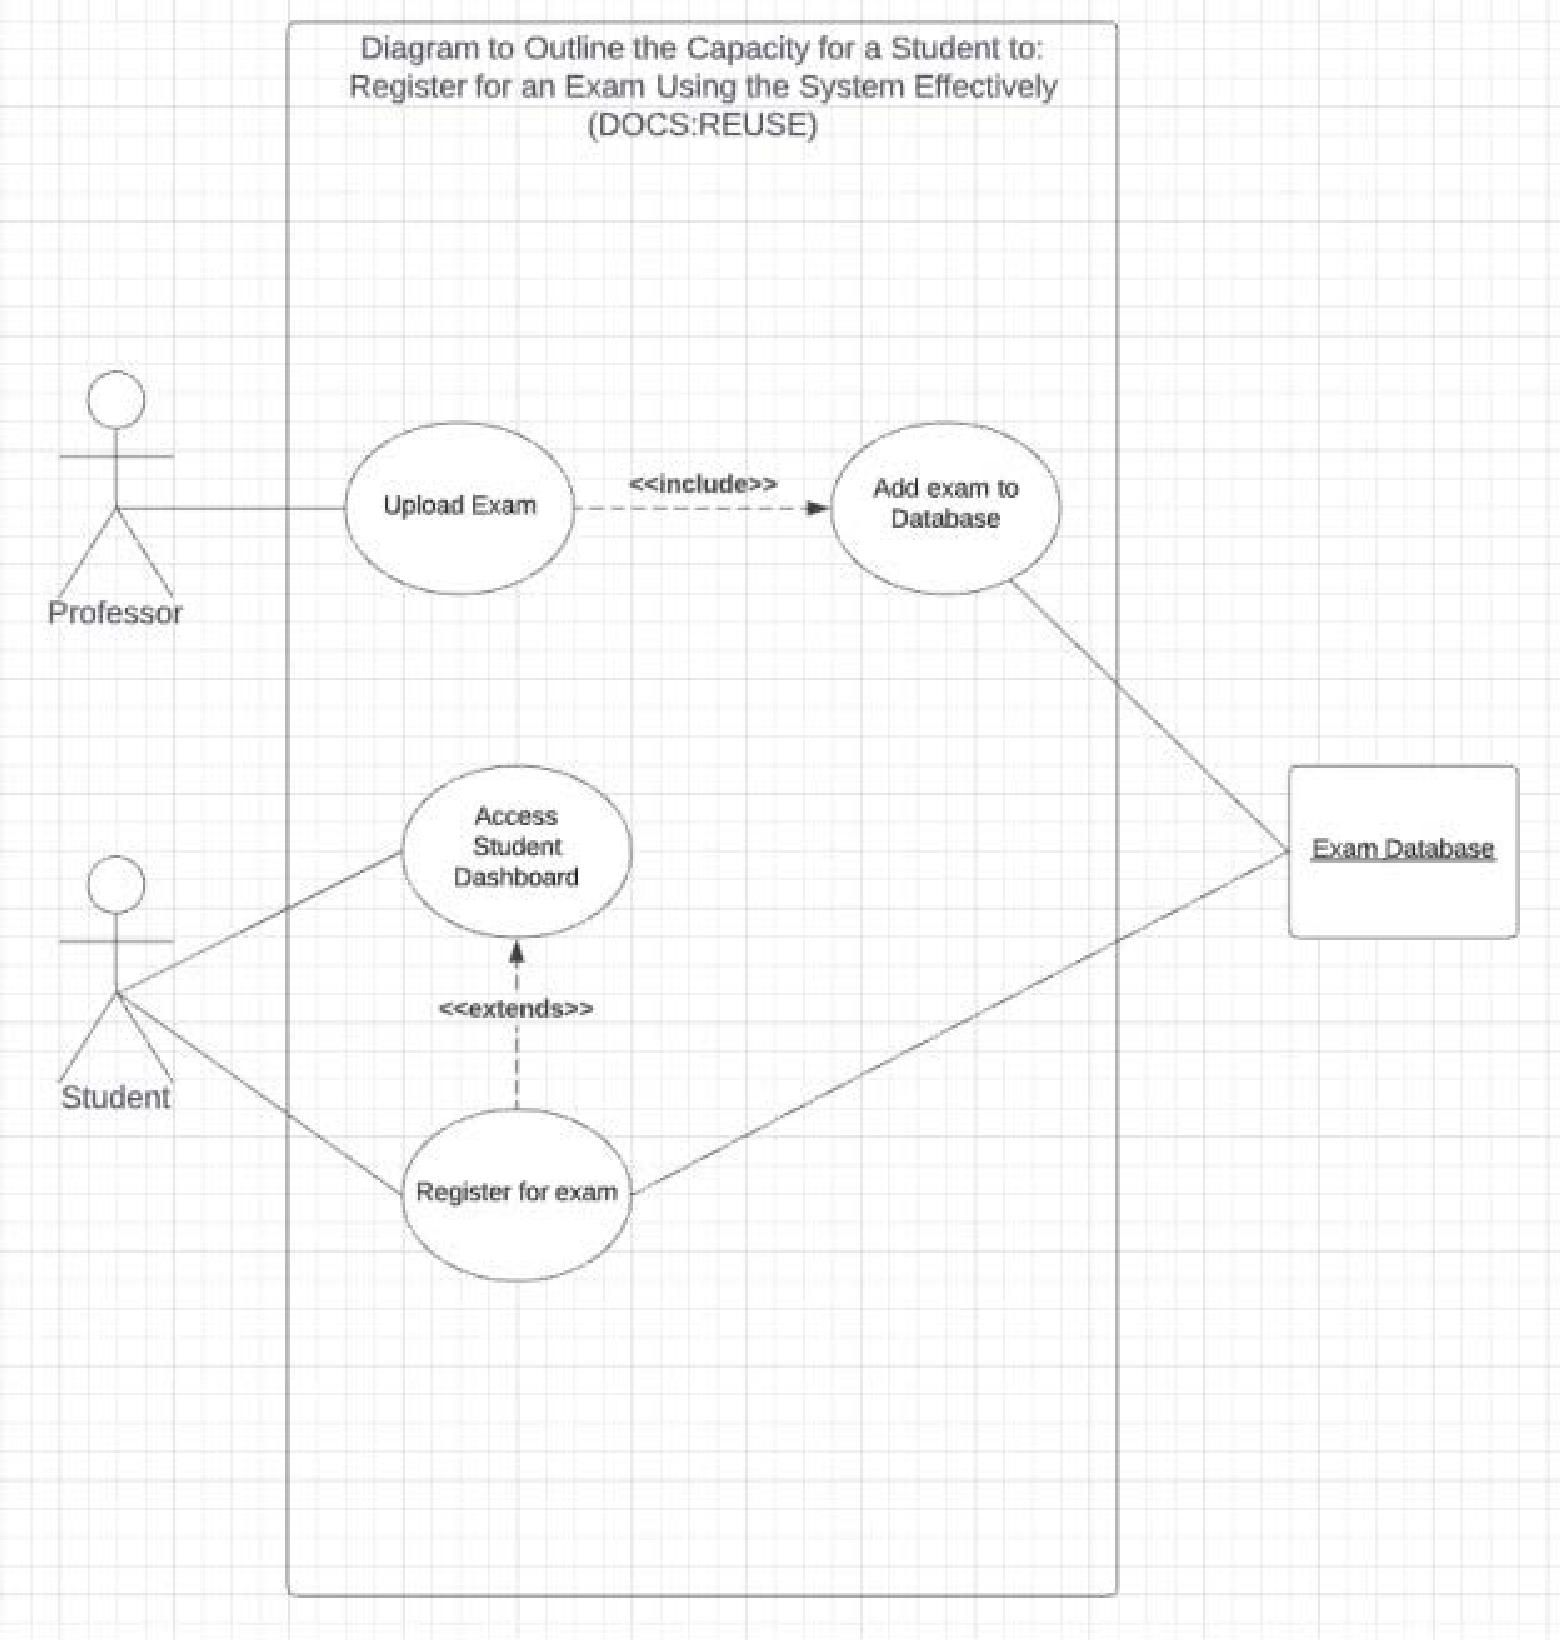 Diagram to Outline the Capacity for a Student to:
Register for an Exam Using the System Effectively
(DOCS:REUSE)
Professor
Upload Exam
<<include>>
Add exam to
Database
Access
Student
Dashboard
Exam Database
<<extends>>
Student
Register for exam